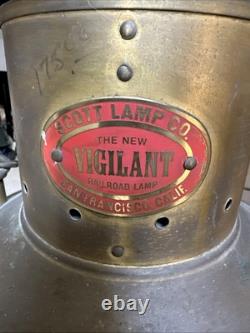 SCOTT LAMP CO.
THE NEW
VIGILANT
RAILROAD LAMP
SAN FRANCISCO, CALIF.
ebay